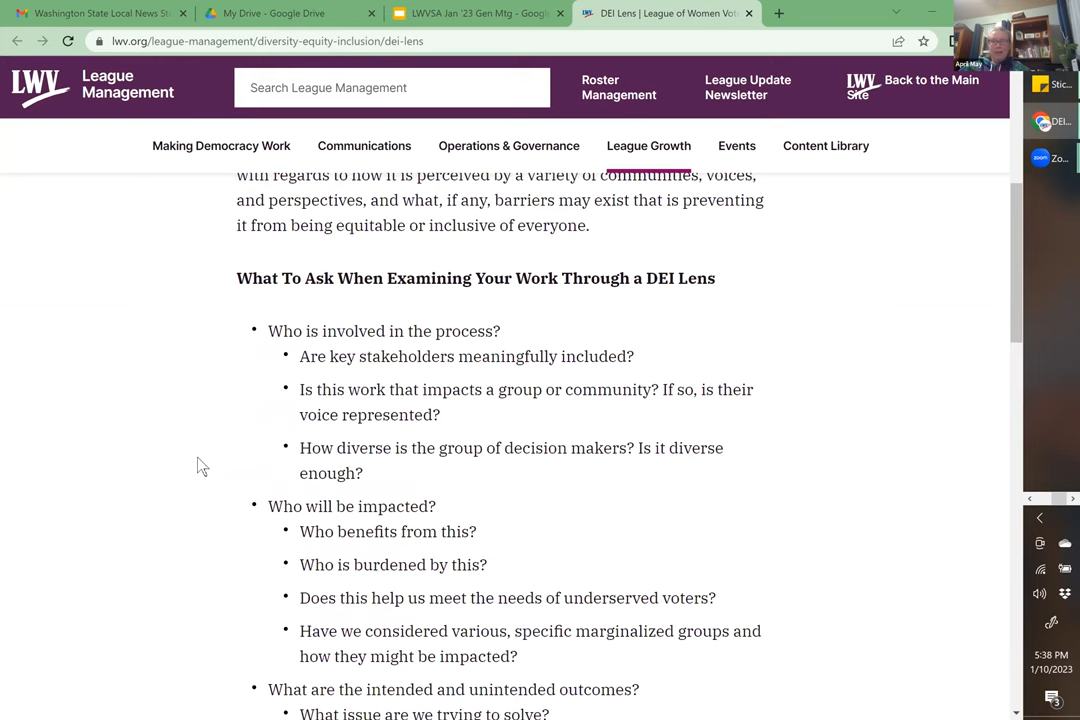 Washington State Local News St
My Drive - Google Drive
LWVSA Jan '23 Gen Mtg - Googl
DEI Lens | League of Women Vot
lwv.org/league-management/diversity-equity-inclusion/dei-lens
April May
LWV
League
Management
Search League Management
Roster
Management
League Update
Newsletter
LWV
Back to the Main
Site
Stic...
DEI...
zoom
Zo...
Making Democracy Work
Communications
Operations & Governance
League Growth
Events
Content Library
with regards to how it is perceived by a variety of communities, voices,
and perspectives, and what, if any, barriers may exist that is preventing
it from being equitable or inclusive of everyone.
What To Ask When Examining Your Work Through a DEI Lens
• Who is involved in the process?
• Are key stakeholders meaningfully included?
• Is this work that impacts a group or community? If so, is their
voice represented?
• How diverse is the group of decision makers? Is it diverse
enough?
• Who will be impacted?
• Who benefits from this?
• Who is burdened by this?
• Does this help us meet the needs of underserved voters?
• Have we considered various, specific marginalized groups and
how they might be impacted?
• What are the intended and unintended outcomes?
• What issue are we trying to solve?
5:38 PM
1/10/2023
3